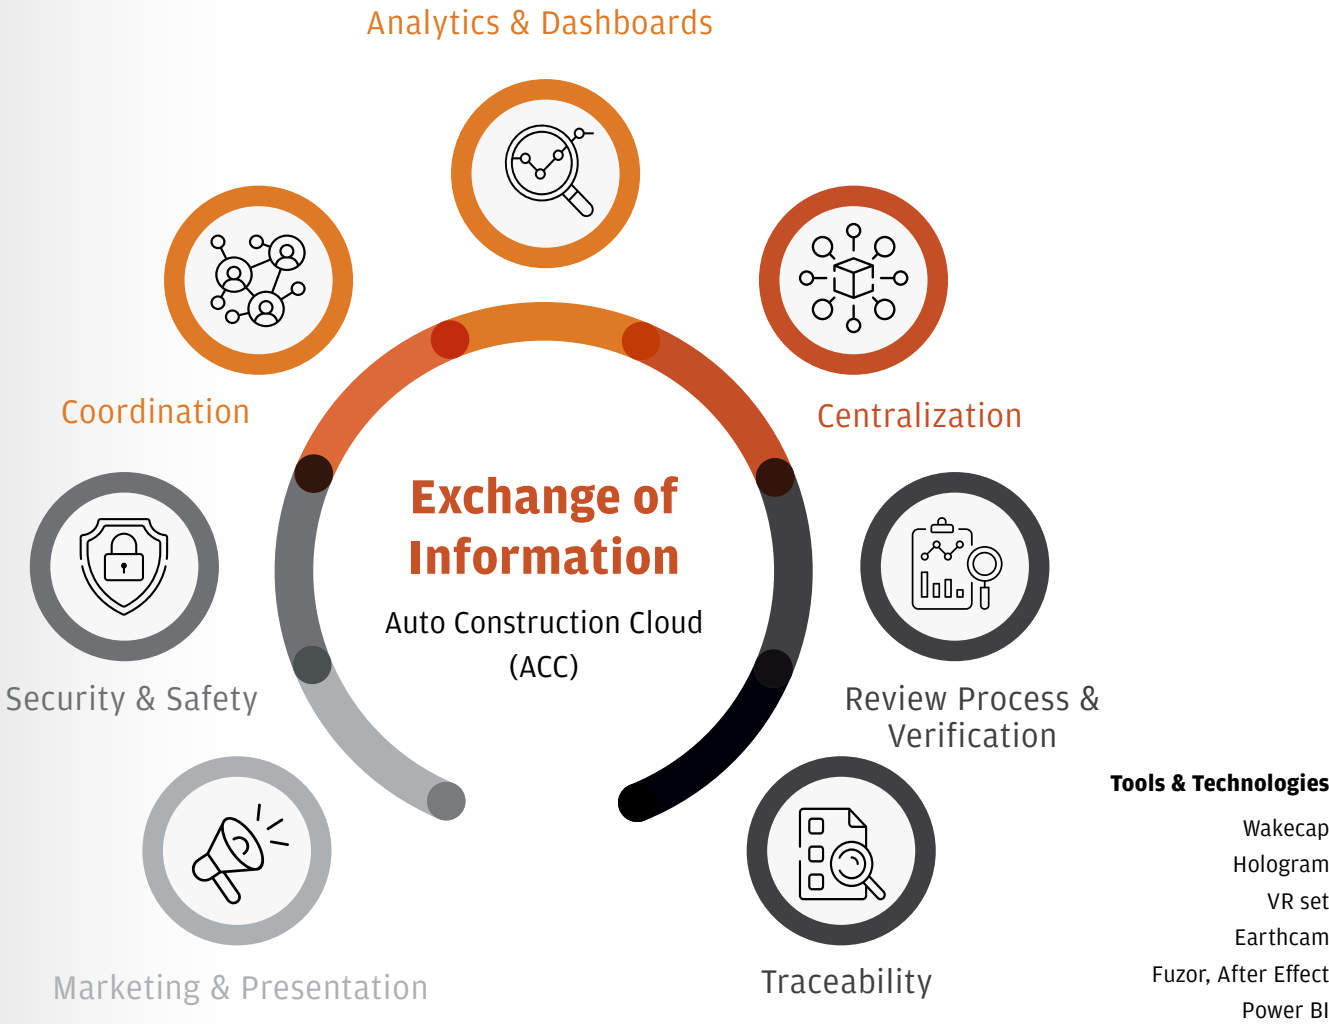 Analytics & Dashboards
Coordination
Centralization
Exchange of
Information
Auto Construction Cloud
(ACC)
Security & Safety
Review Process &
Verification
Marketing & Presentation
Traceability
Tools & Technologies
Wakecap
Hologram
VR set
Earthcam
Fuzor, After Effect
Power BI